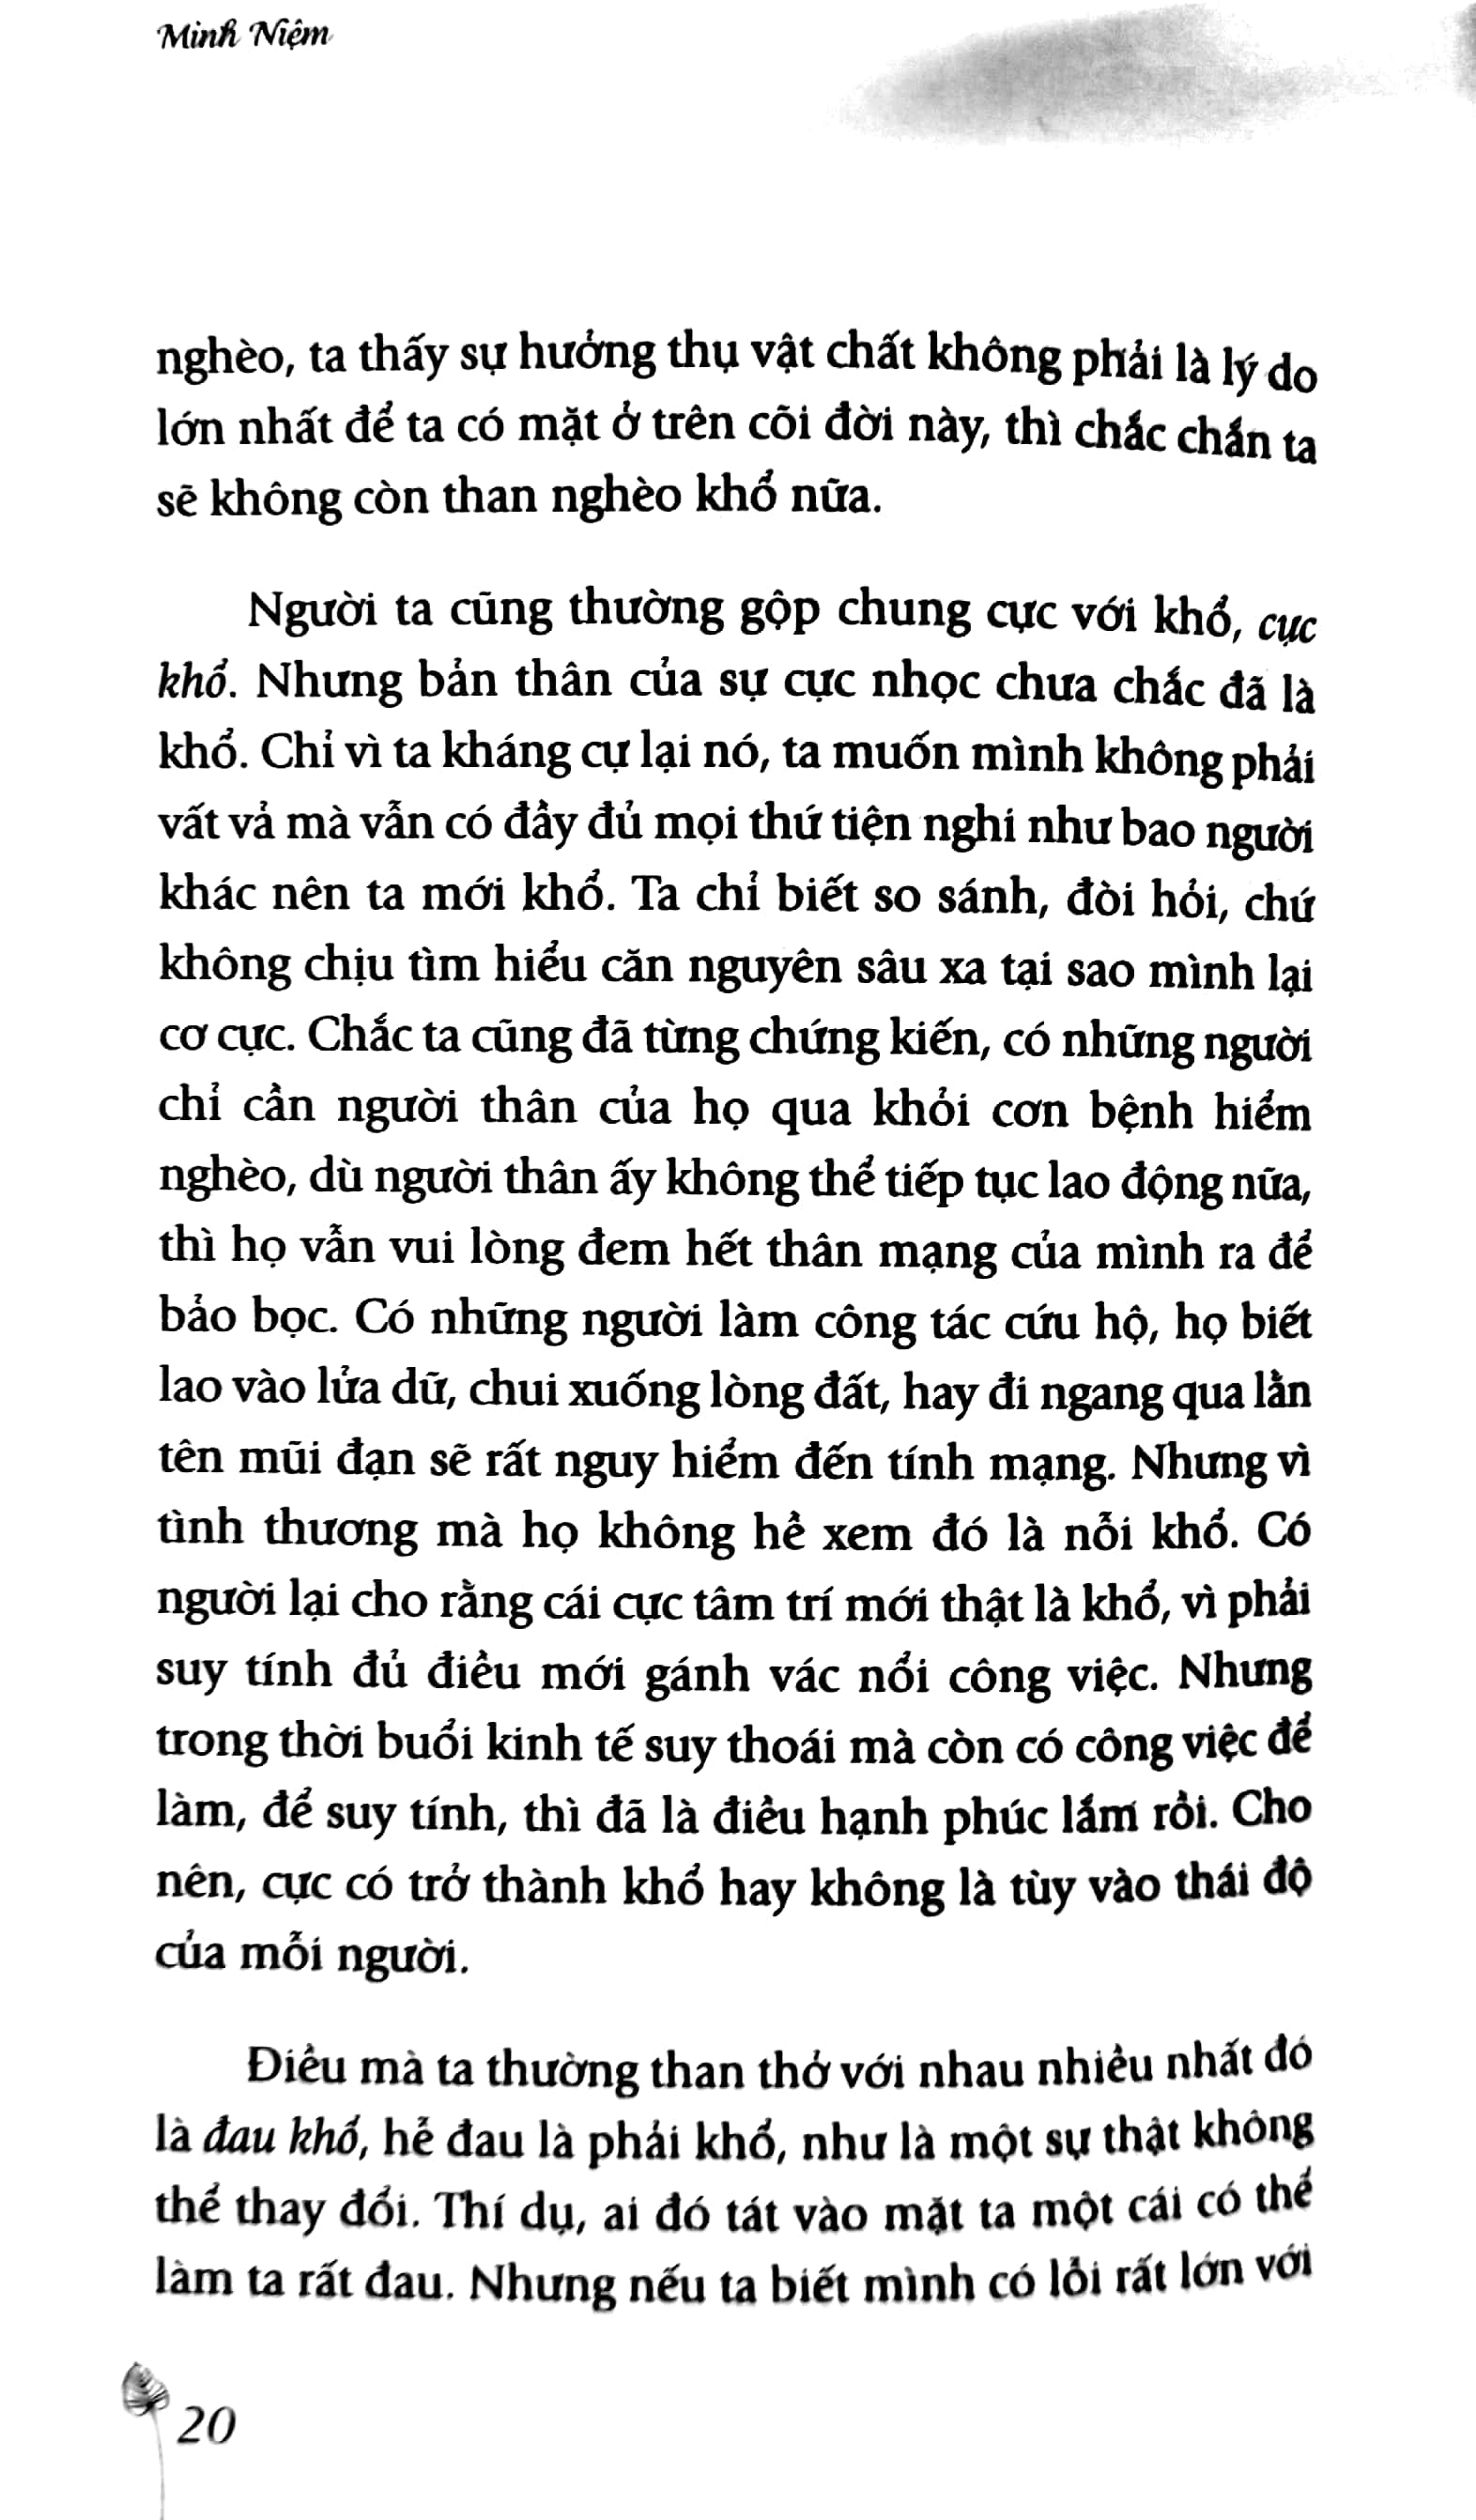 Minh Niệm
nghèo, ta thấy sự hưởng thụ vật chất không phải là lý do
lớn nhất để ta có mặt ở trên cõi đời này, thì chắc chắn ta
sẽ không còn than nghèo khổ nữa.
Người ta cũng thường gộp chung cực với khổ, cực
khổ. Nhưng bản thân của sự cực nhọc chưa chắc đã là
khổ. Chỉ vì ta kháng cự lại nó, ta muốn mình không phải
vất vả mà vẫn có đầy đủ mọi thứ tiện nghi như bao người
khác nên ta mới khổ. Ta chỉ biết so sánh, đòi hỏi, chứ
không chịu tìm hiểu căn nguyên sâu xa tại sao mình lại
cơ cực. Chắc ta cũng đã từng chứng kiến, có những người
chỉ cần người thân của họ qua khỏi cơn bệnh hiểm
nghèo, dù người thân ấy không thể tiếp tục lao động nữa,
thì họ vẫn vui lòng đem hết thân mạng của mình ra để
bảo bọc. Có những người làm công tác cứu hộ, họ biết
lao vào lửa dữ, chui xuống lòng đất, hay đi ngang qua lằn
tên mũi đạn sẽ rất nguy hiểm đến tính mạng. Nhưng vì
tình thương mà họ không hề xem đó là nỗi khổ. Có
người lại cho rằng cái cực tâm trí mới thật là khổ, vì phải
suy tính đủ điều mới gánh vác nổi công việc. Nhưng
trong thời buổi kinh tế suy thoái mà còn có công việc để
làm, để suy tính, thì đã là điều hạnh phúc lắm rồi. Cho
nên, cực có trở thành khổ hay không là tùy vào thái độ
của mỗi người.
Điều mà ta thường than thở với nhau nhiều nhất đó
là đau khổ, hễ đau là phải khổ, như là một sự thật không
thể thay đổi. Thí dụ, ai đó tát vào mặt ta một cái có thể
làm ta rất đau. Nhưng nếu ta biết mình có lỗi rất lớn với
20